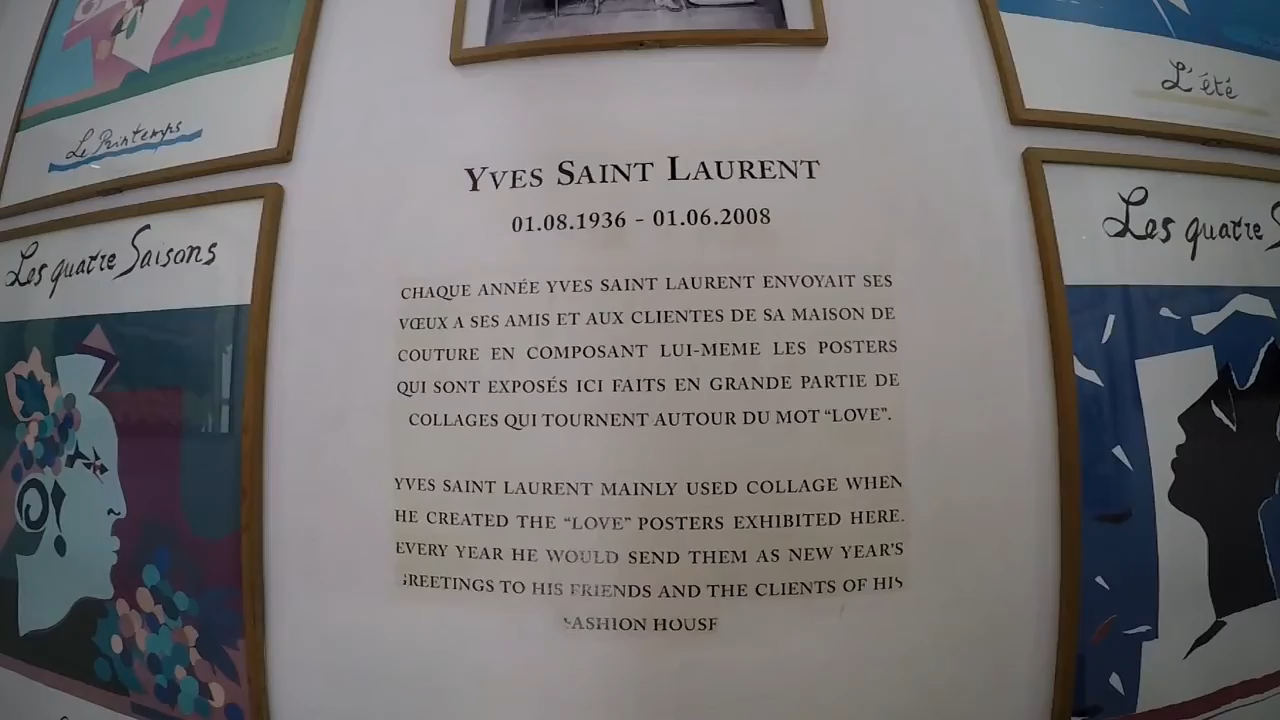 Le Printemps
L'été
Les quatre Saisons
Les quatre
YVES SAINT LAURENT
01.08.1936 - 01.06.2008
CHAQUE ANNÉE YVES SAINT LAURENT ENVOYAIT SES
VŒUX A SES AMIS ET AUX CLIENTES DE SA MAISON DE
COUTURE EN COMPOSANT LUI-MEME LES POSTERS
QUI SONT EXPOSÉS ICI FAITS EN GRANDE PARTIE DE
COLLAGES QUI TOURNENT AUTOUR DU MOT “LOVE”.
YVES SAINT LAURENT MAINLY USED COLLAGE WHEN
HE CREATED THE “LOVE” POSTERS EXHIBITED HERE.
EVERY YEAR HE WOULD SEND THEM AS NEW YEAR'S
GREETINGS TO HIS FRIENDS AND THE CLIENTS OF HIS
FASHION HOUSE